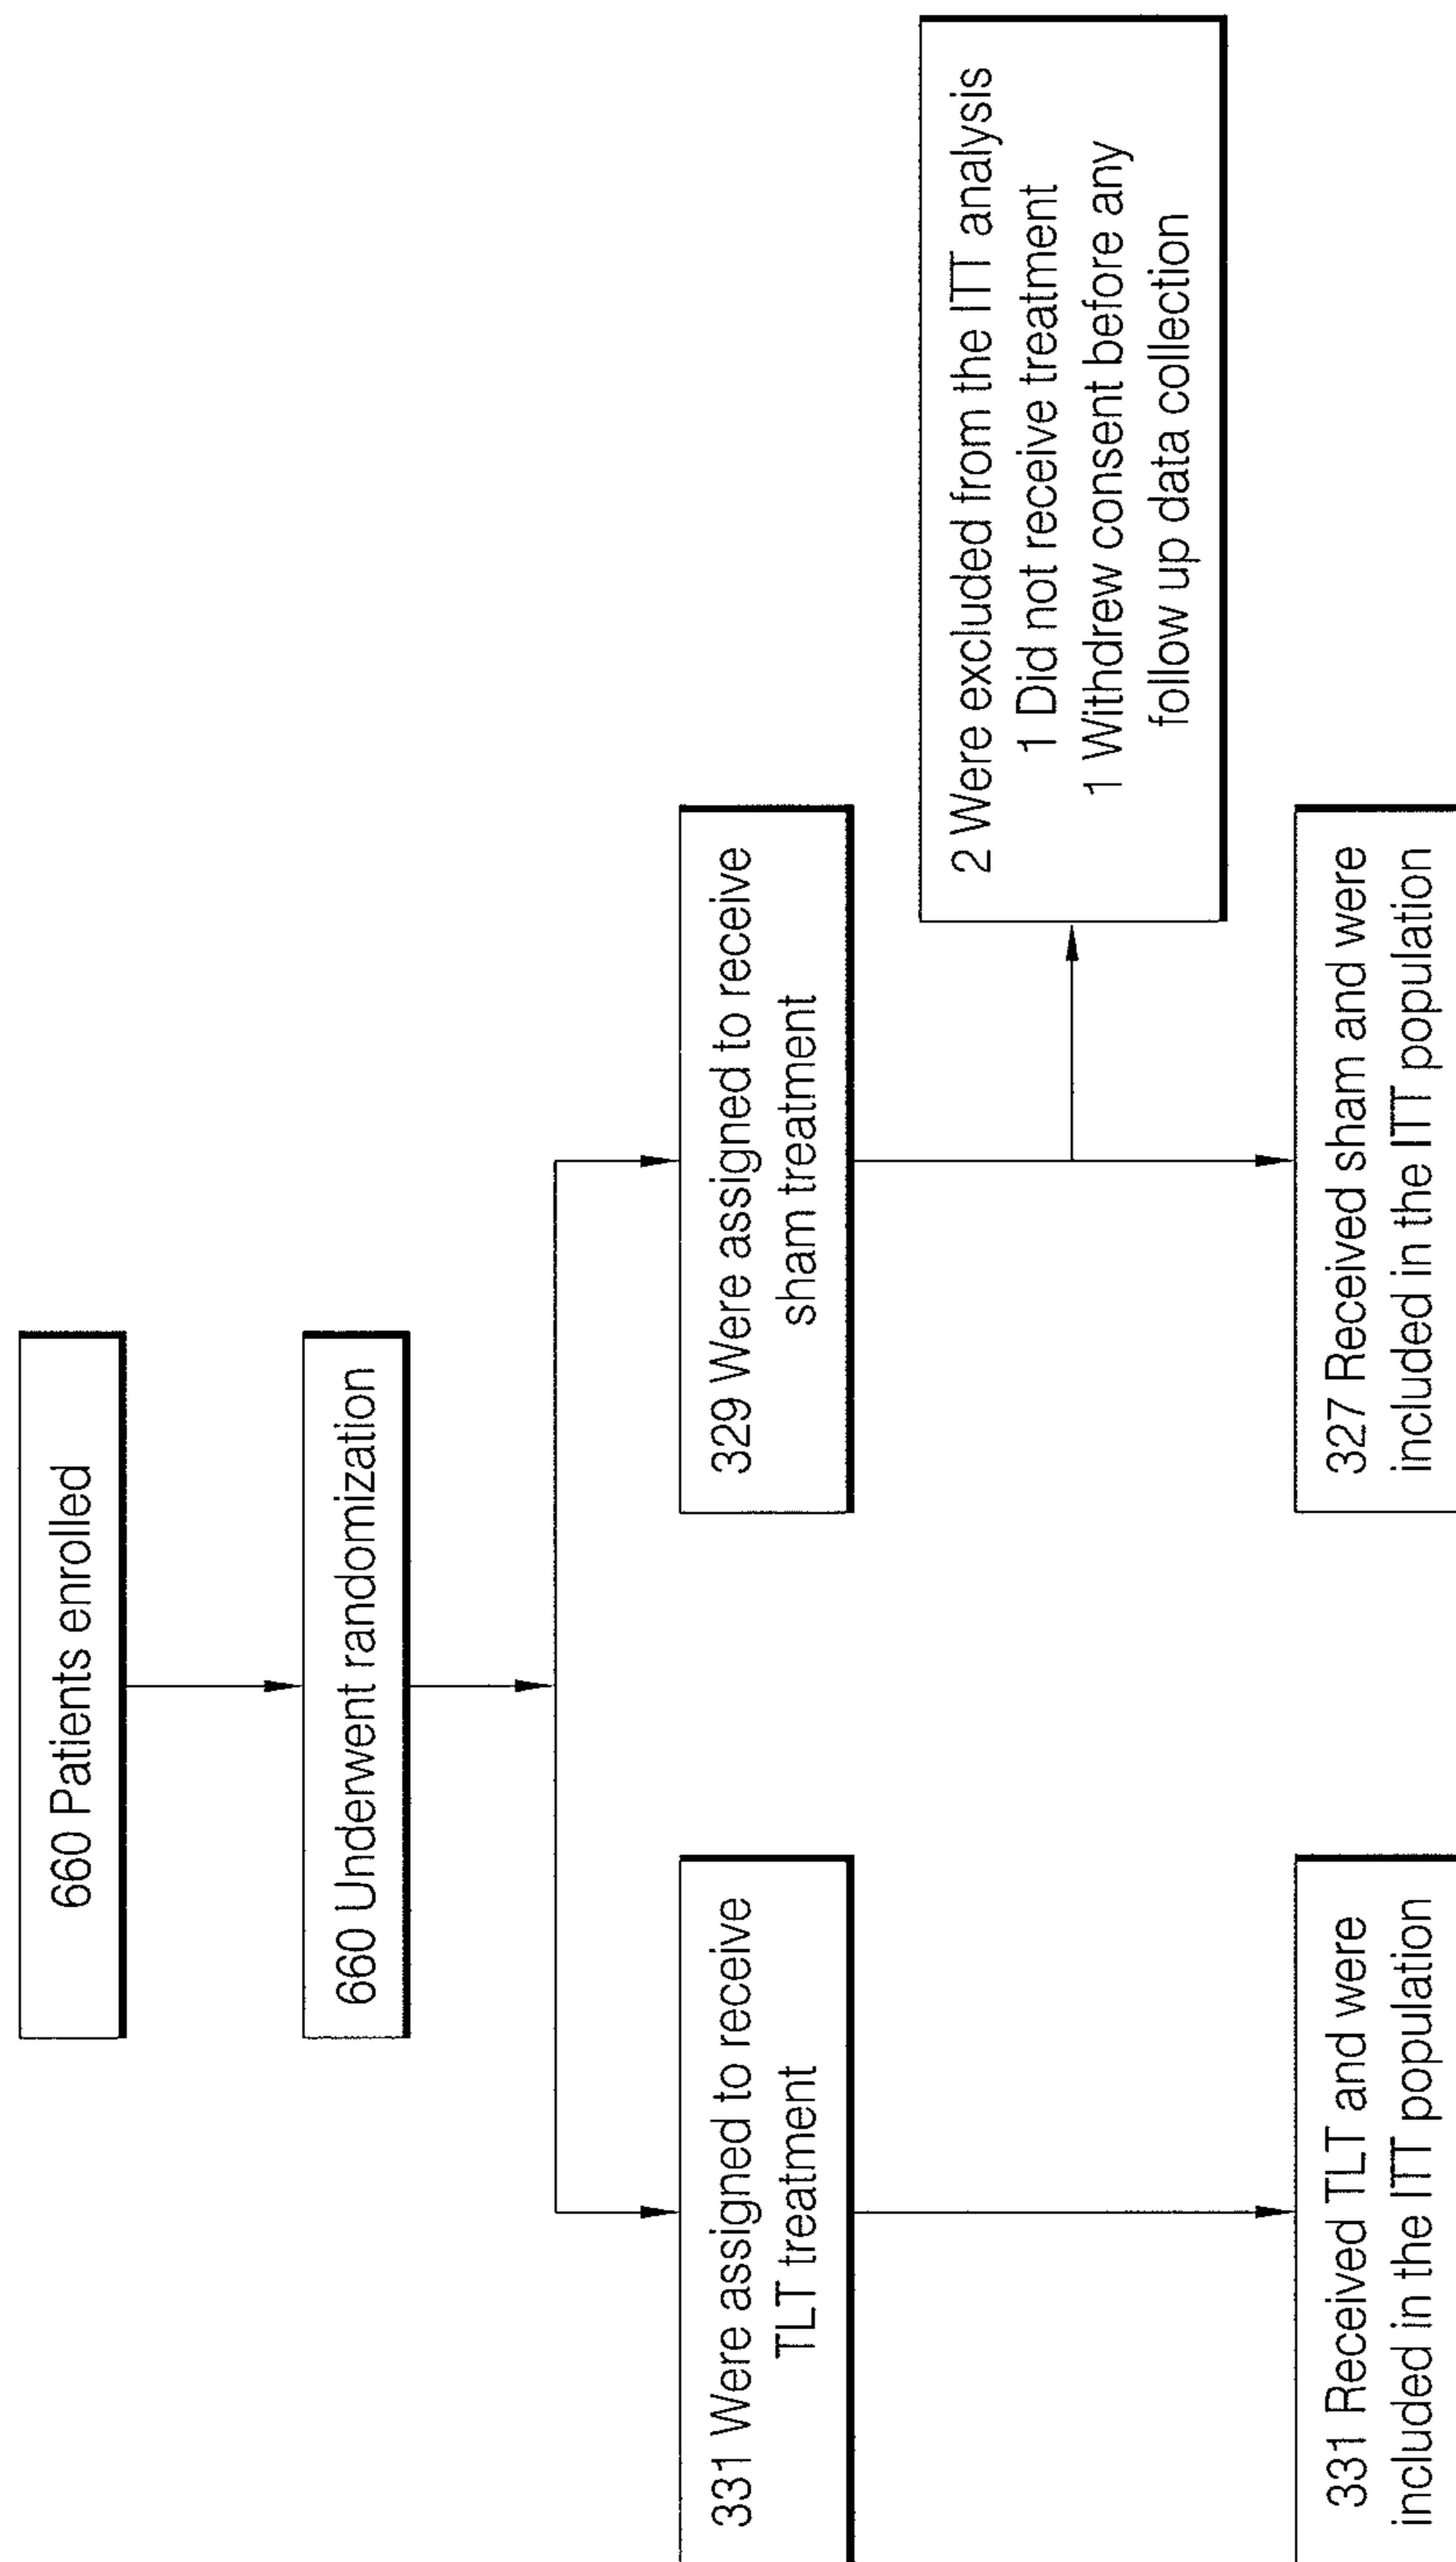 660 Patients enrolled
660 Underwent randomization
331 Were assigned to receive
TLT treatment
329 Were assigned to receive
sham treatment
2 Were excluded from the ITT analysis
1 Did not receive treatment
1 Withdrew consent before any
follow up data collection
331 Received TLT and were
included in the ITT population
327 Received sham and were
included in the ITT population